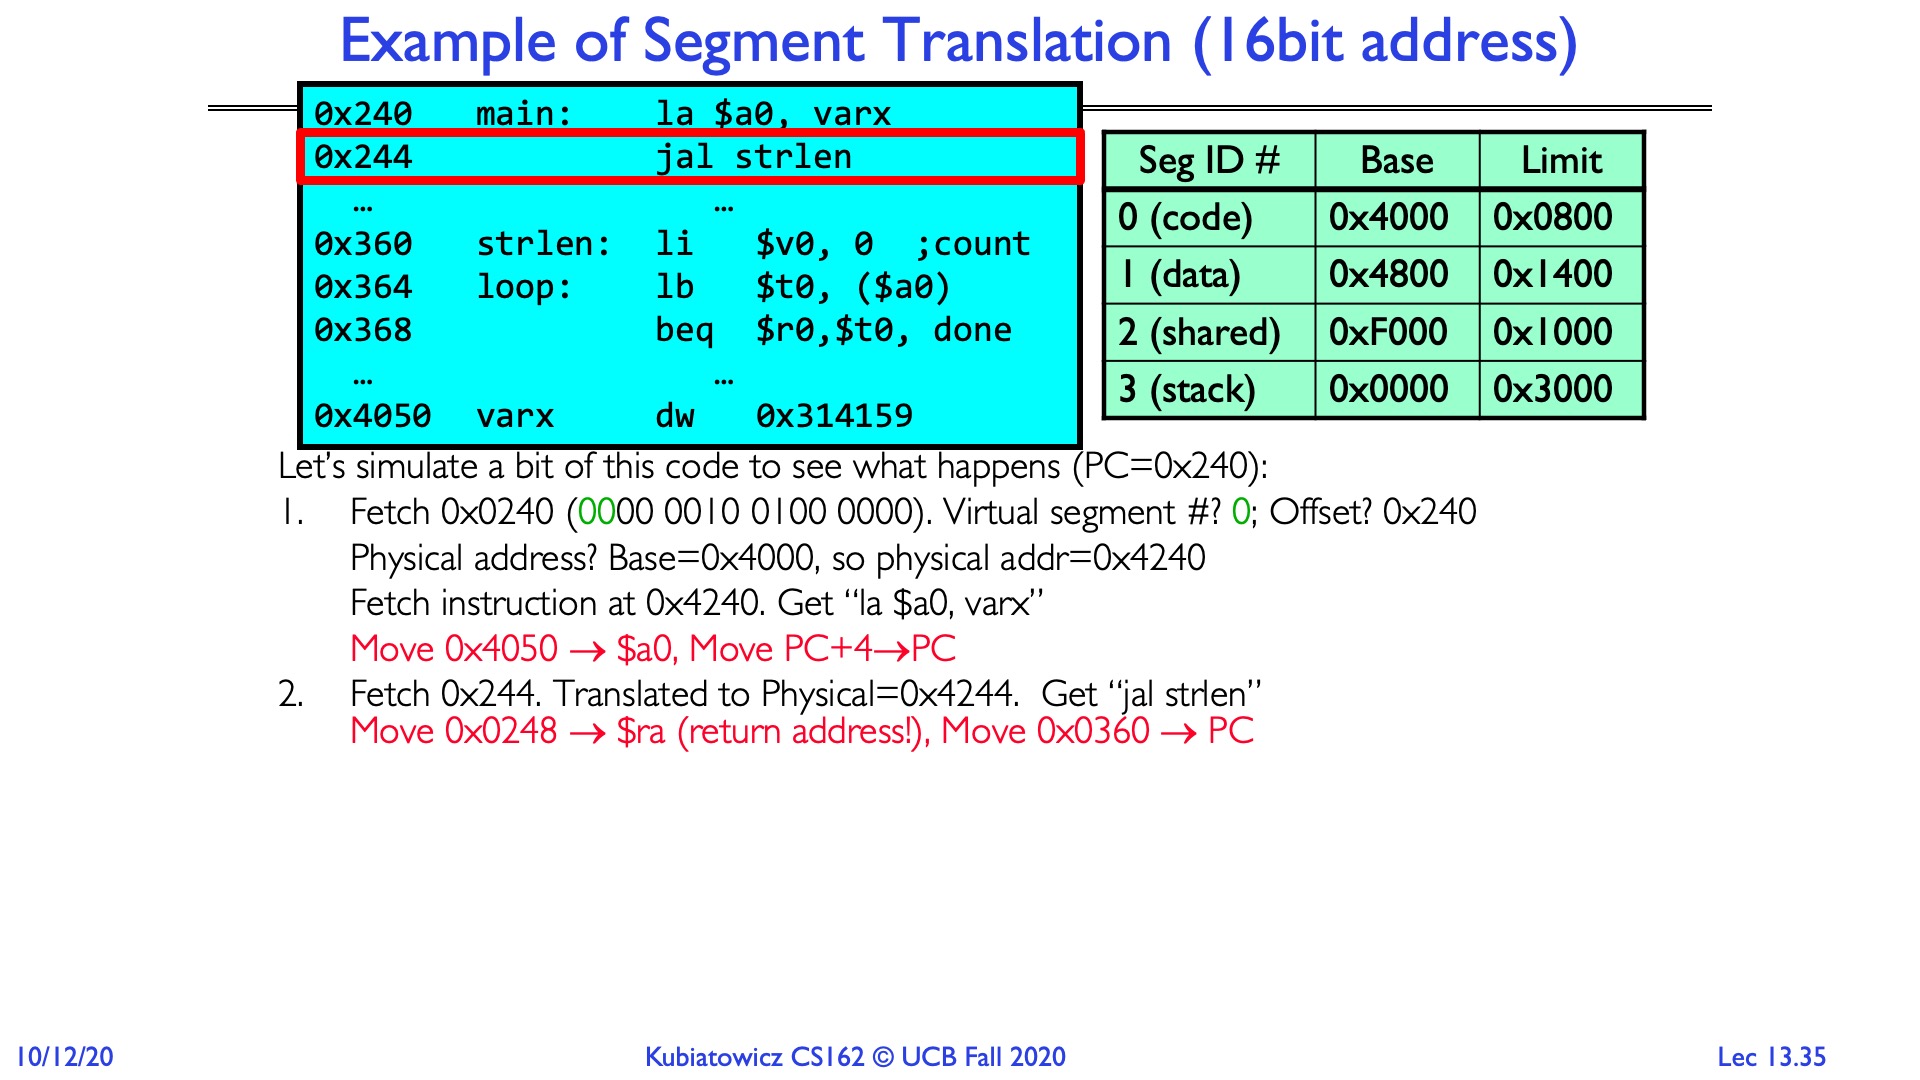 Example of Segment Translation (16bit address)
0x240 main: la $a0, varx
0x244 jal strlen
… …
0x360 strlen: li $v0, 0 ;count
0x364 loop: lb $t0, ($a0)
0x368 beq $r0,$t0, done
… …
0x4050 varx dw 0x314159
Seg ID # Base Limit
0 (code) 0x4000 0x0800
1 (data) 0x4800 0x1400
2 (shared) 0xF000 0x1000
3 (stack) 0x0000 0x3000
Let’s simulate a bit of this code to see what happens (PC=0x240):
1. Fetch 0x0240 (0000 0010 0100 0000). Virtual segment #? 0; Offset? 0x240
Physical address? Base=0x4000, so physical addr=0x4240
Fetch instruction at 0x4240. Get “la $a0, varx”
Move 0x4050 → $a0, Move PC+4→PC
2. Fetch 0x244. Translated to Physical=0x4244. Get “jal strlen”
Move 0x0248 → $ra (return address!), Move 0x0360 → PC
10/12/20 Kubiatowicz CS162 © UCB Fall 2020 Lec 13.35